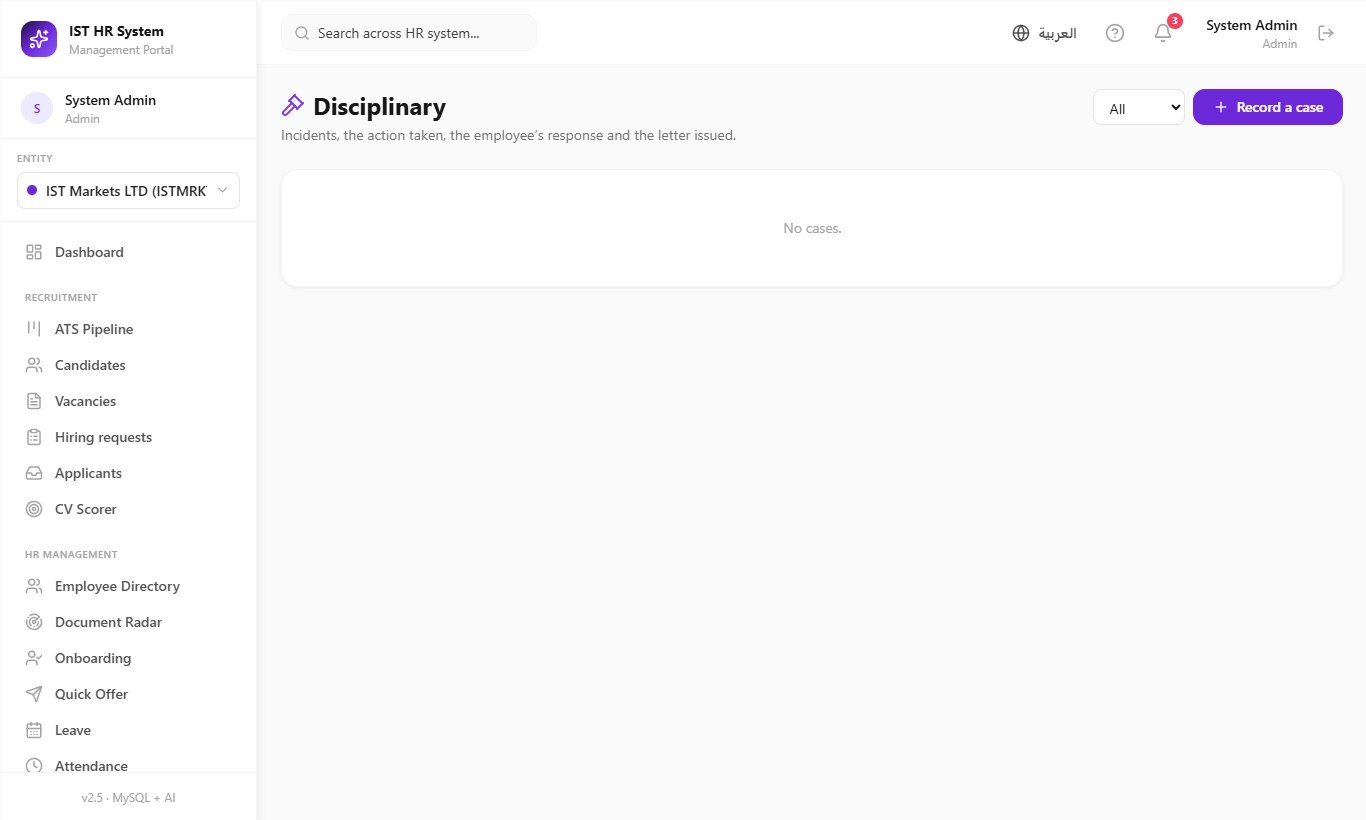 IST HR System
Management Portal
S
System Admin
Admin
ENTITY
IST Markets LTD (ISTMRK
Dashboard
RECRUITMENT
ATS Pipeline
Candidates
Vacancies
Hiring requests
Applicants
CV Scorer
HR MANAGEMENT
Employee Directory
Document Radar
Onboarding
Quick Offer
Leave
Attendance
v2.5 · MySQL + AI
Search across HR system...
العربية
3
System Admin
Admin
Disciplinary
Incidents, the action taken, the employee's response and the letter issued.
All
Record a case
No cases.